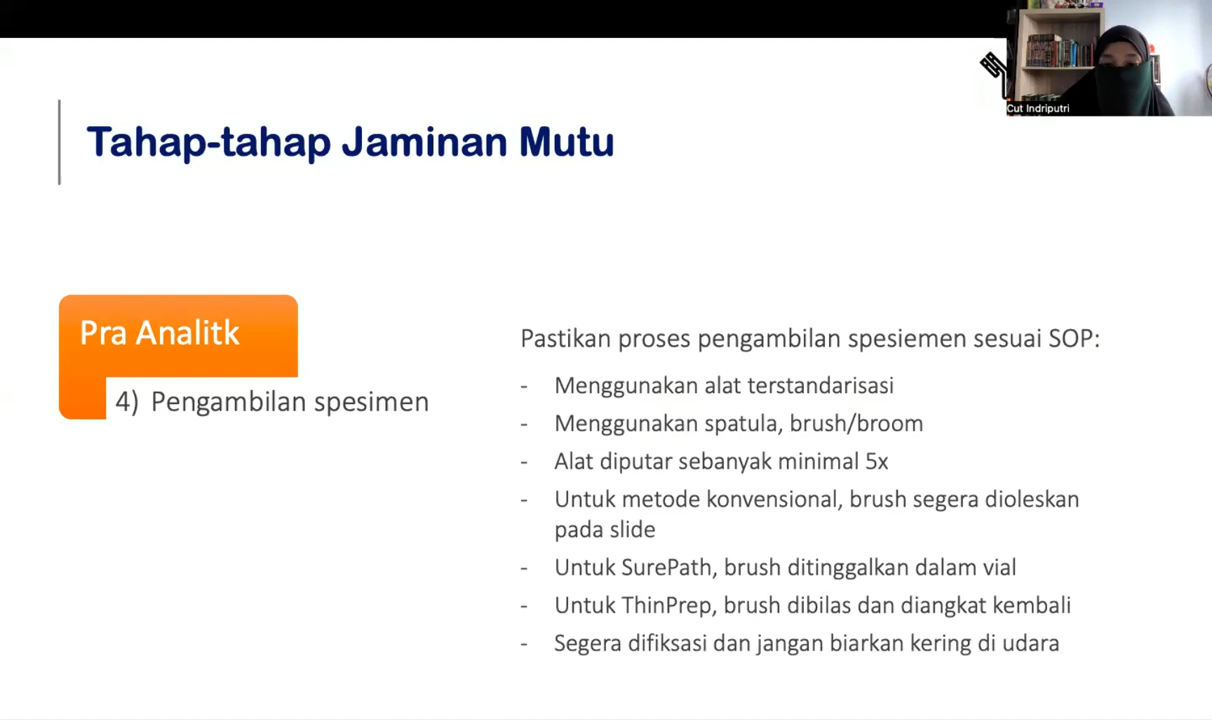 Cut Indriputri
Tahap-tahap Jaminan Mutu
Pra Analitk
4) Pengambilan spesimen
Pastikan proses pengambilan spesiemen sesuai SOP:
- Menggunakan alat terstandarisasi
- Menggunakan spatula, brush/broom
- Alat diputar sebanyak minimal 5x
- Untuk metode konvensional, brush segera dioleskan
pada slide
- Untuk SurePath, brush ditinggalkan dalam vial
- Untuk ThinPrep, brush dibilas dan diangkat kembali
- Segera difiksasi dan jangan biarkan kering di udara